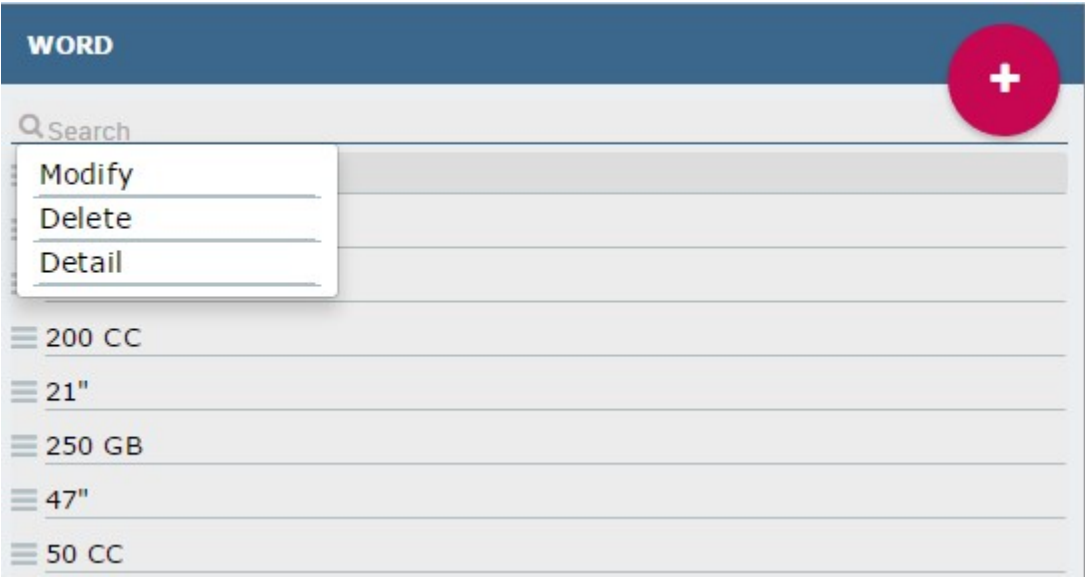 WORD
Search
Modify
Delete
Detail
200 CC
21"
250 GB
47"
50 CC